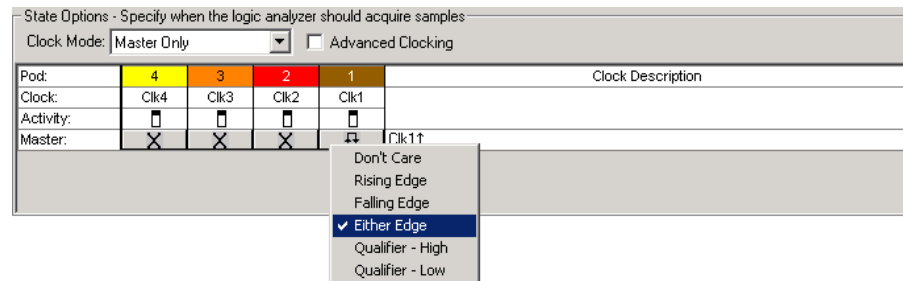 State Options - Specify when the logic analyzer should acquire samples
Clock Mode: Master Only Advanced Clocking
Pod: 4 3 2 1 Clock Description
Clock: Clk4 Clk3 Clk2 Clk1
Activity:
Master: X X X Clk1↑
Don't Care
Rising Edge
Falling Edge
Either Edge
Qualifier - High
Qualifier - Low